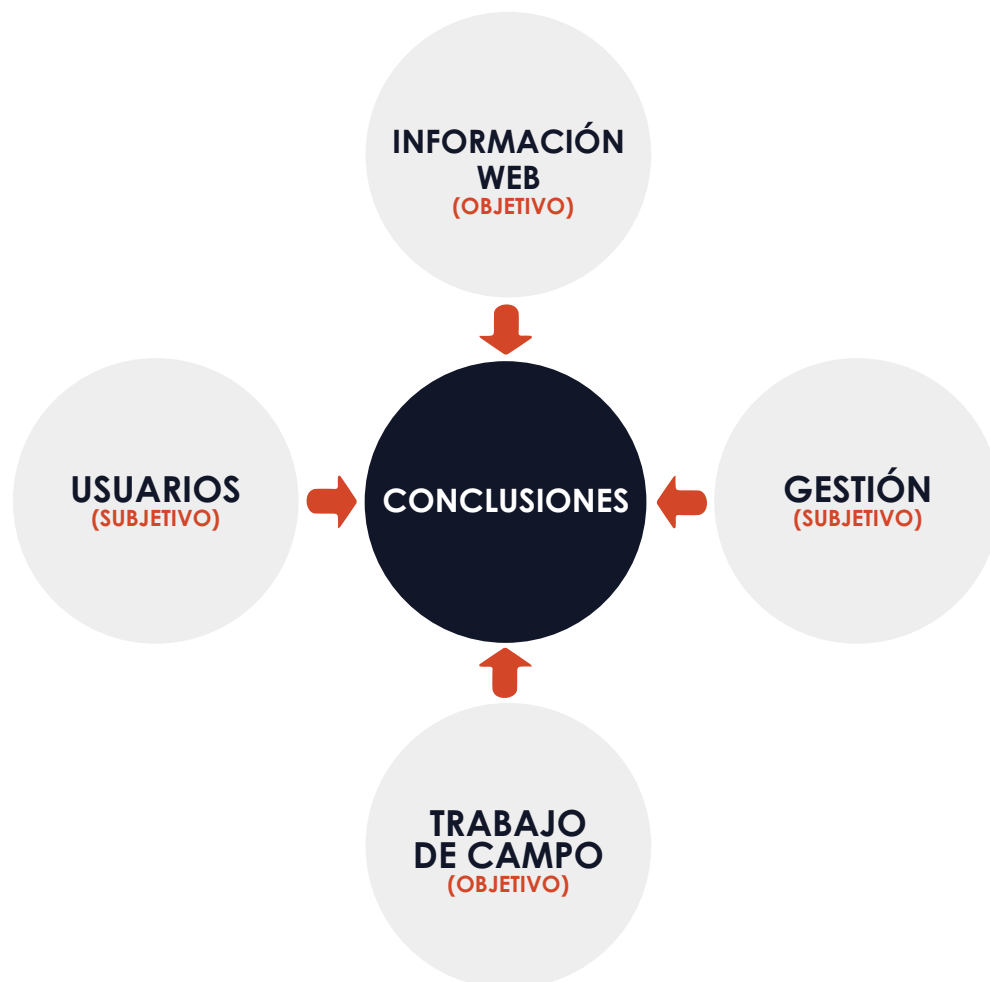 INFORMACIÓN
WEB
(OBJETIVO)
USUARIOS
(SUBJETIVO)
CONCLUSIONES
GESTIÓN
(SUBJETIVO)
TRABAJO
DE CAMPO
(OBJETIVO)